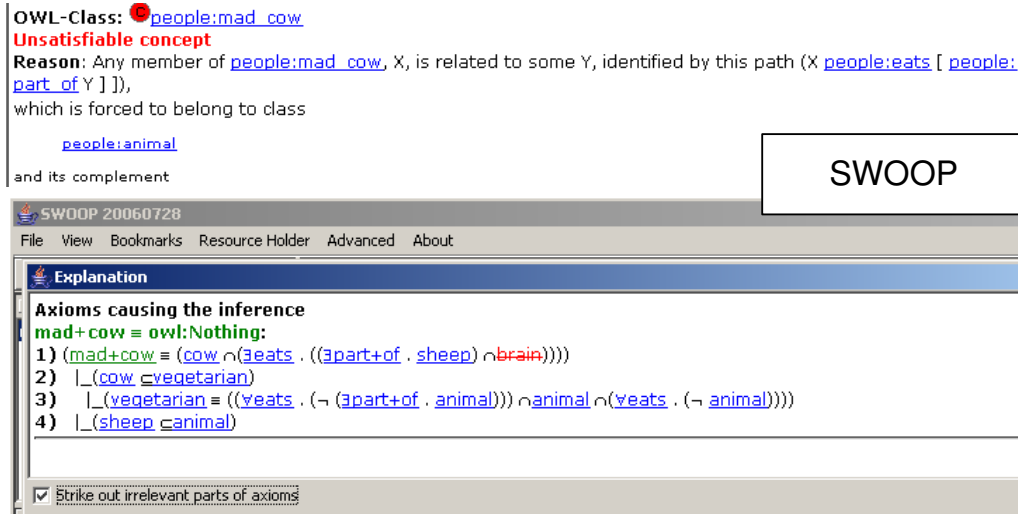 OWL-Class: C people:mad_cow
Unsatisfiable concept
Reason: Any member of people:mad_cow, X, is related to some Y, identified by this path (X people:eats [ people:
part_of Y ] ]),
which is forced to belong to class
people:animal
and its complement
SWOOP
SWOOP 20060728
File View Bookmarks Resource Holder Advanced About
Explanation
Axioms causing the inference
mad+cow ≡ owl:Nothing:
1) (mad+cow ≡ (cow ∩(∃eats . ((∃part+of . sheep) ∩brain))))
2) |_(cow ⊆vegetarian)
3) |_(vegetarian ≡ ((∀eats . (¬ (∃part+of . animal))) ∩animal ∩(∀eats . (¬ animal))))
4) |_(sheep ⊆animal)
Strike out irrelevant parts of axioms